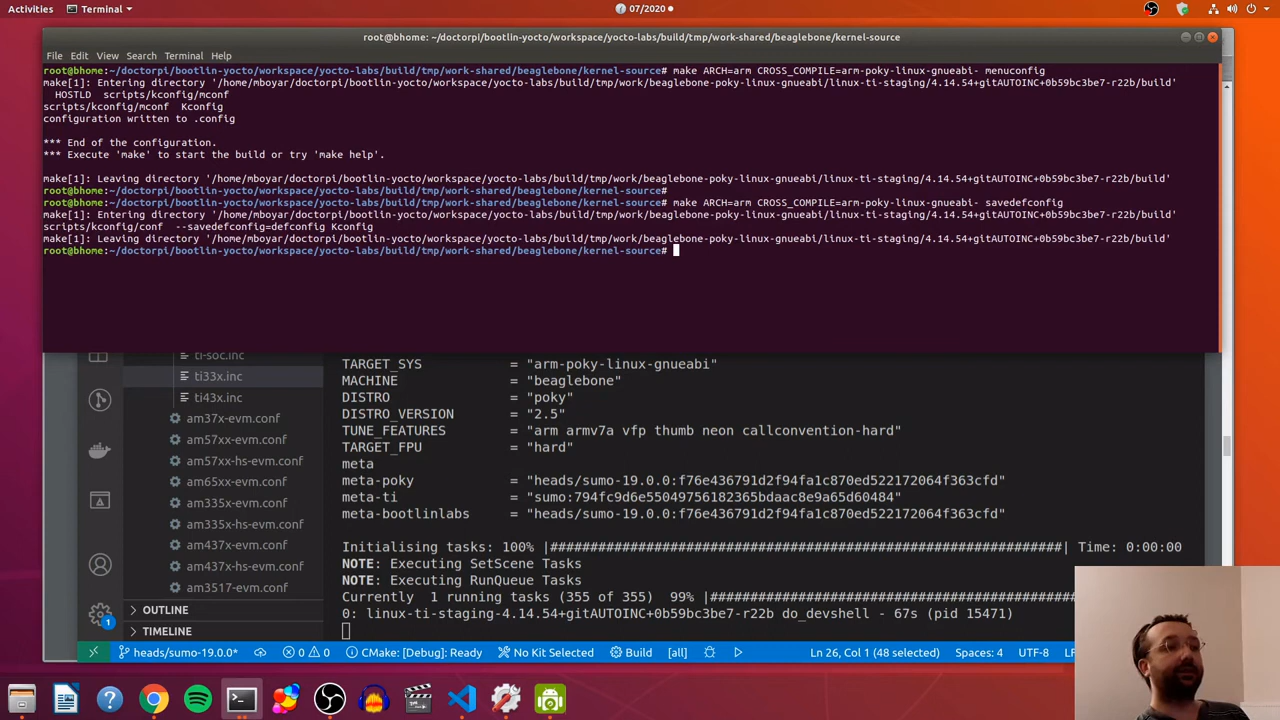 Activities
Terminal
07/2020
root@bhome: ~/doctorpi/bootlin-yocto/workspace/yocto-labs/build/tmp/work-shared/beaglebone/kernel-source
File Edit View Search Terminal Help
root@bhome:~/doctorpi/bootlin-yocto/workspace/yocto-labs/build/tmp/work-shared/beaglebone/kernel-source# make ARCH=arm CROSS_COMPILE=arm-poky-linux-gnueabi- menuconfig
make[1]: Entering directory '/home/mboyar/doctorpi/bootlin-yocto/workspace/yocto-labs/build/tmp/work/beaglebone-poky-linux-gnueabi/linux-ti-staging/4.14.54+gitAUTOINC+0b59bc3be7-r22b/build'
HOSTLD scripts/kconfig/mconf
scripts/kconfig/mconf Kconfig
configuration written to .config
*** End of the configuration.
*** Execute 'make' to start the build or try 'make help'.
make[1]: Leaving directory '/home/mboyar/doctorpi/bootlin-yocto/workspace/yocto-labs/build/tmp/work/beaglebone-poky-linux-gnueabi/linux-ti-staging/4.14.54+gitAUTOINC+0b59bc3be7-r22b/build'
root@bhome:~/doctorpi/bootlin-yocto/workspace/yocto-labs/build/tmp/work-shared/beaglebone/kernel-source#
root@bhome:~/doctorpi/bootlin-yocto/workspace/yocto-labs/build/tmp/work-shared/beaglebone/kernel-source# make ARCH=arm CROSS_COMPILE=arm-poky-linux-gnueabi- savedefconfig
make[1]: Entering directory '/home/mboyar/doctorpi/bootlin-yocto/workspace/yocto-labs/build/tmp/work/beaglebone-poky-linux-gnueabi/linux-ti-staging/4.14.54+gitAUTOINC+0b59bc3be7-r22b/build'
scripts/kconfig/conf --savedefconfig=defconfig Kconfig
make[1]: Leaving directory '/home/mboyar/doctorpi/bootlin-yocto/workspace/yocto-labs/build/tmp/work/beaglebone-poky-linux-gnueabi/linux-ti-staging/4.14.54+gitAUTOINC+0b59bc3be7-r22b/build'
root@bhome:~/doctorpi/bootlin-yocto/workspace/yocto-labs/build/tmp/work-shared/beaglebone/kernel-source#
ti-soc.inc
ti33x.inc
ti43x.inc
am37x-evm.conf
am57xx-evm.conf
am57xx-hs-evm.conf
am65xx-evm.conf
am335x-evm.conf
am335x-hs-evm.conf
am437x-evm.conf
am437x-hs-evm.conf
am3517-evm.conf
OUTLINE
TIMELINE
TARGET_SYS = "arm-poky-linux-gnueabi"
MACHINE = "beaglebone"
DISTRO = "poky"
DISTRO_VERSION = "2.5"
TUNE_FEATURES = "arm armv7a vfp thumb neon callconvention-hard"
TARGET_FPU = "hard"
meta
meta-poky = "heads/sumo-19.0.0:f76e436791d2f94fa1c870ed522172064f363cfd"
meta-ti = "sumo:794fc9d6e55049756182365bdaac8e9a65d60484"
meta-bootlinlabs = "heads/sumo-19.0.0:f76e436791d2f94fa1c870ed522172064f363cfd"
Initialising tasks: 100% |##############################################################| Time: 0:00:00
NOTE: Executing SetScene Tasks
NOTE: Executing RunQueue Tasks
Currently 1 running tasks (355 of 355) 99% |#############################################
0: linux-ti-staging-4.14.54+gitAUTOINC+0b59bc3be7-r22b do_devshell - 67s (pid 15471)
1
heads/sumo-19.0.0* 0 0 CMake: [Debug]: Ready No Kit Selected Build [all] Ln 26, Col 1 (48 selected) Spaces: 4 UTF-8